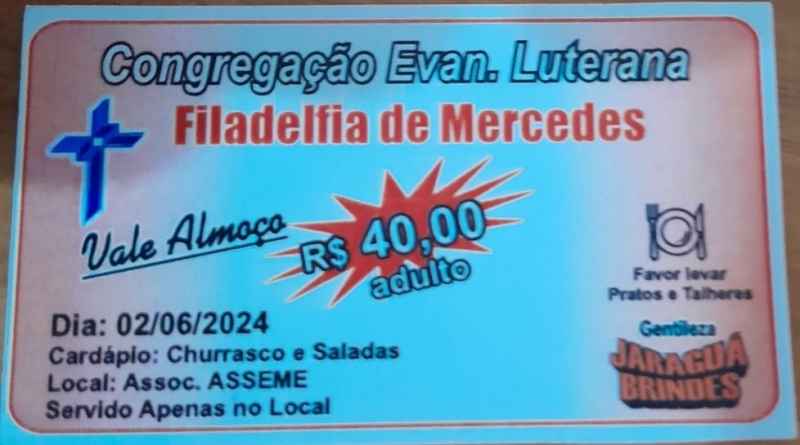 Congregação Evan. Luterana
Filadelfia de Mercedes
Vale Almoço
R$ 40,00
adulto
Favor levar
Pratos e Talheres
Dia: 02/06/2024
Cardápio: Churrasco e Saladas
Local: Assoc. ASSEME
Servido Apenas no Local
Gentileza
JARAGUÁ
BRINDES